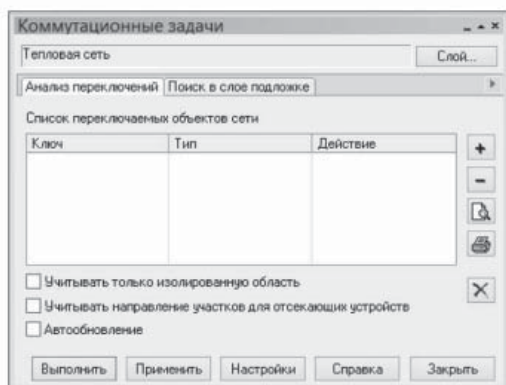 Коммутационные задачи
Тепловая сеть
Слой...
Анализ переключений
Поиск в слое подложке
Список переключаемых объектов сети
Ключ
Тип
Действие
Учитывать только изолированную область
Учитывать направление участков для отсекающих устройств
Автообновление
Выполнить
Применить
Настройки
Справка
Закрыть